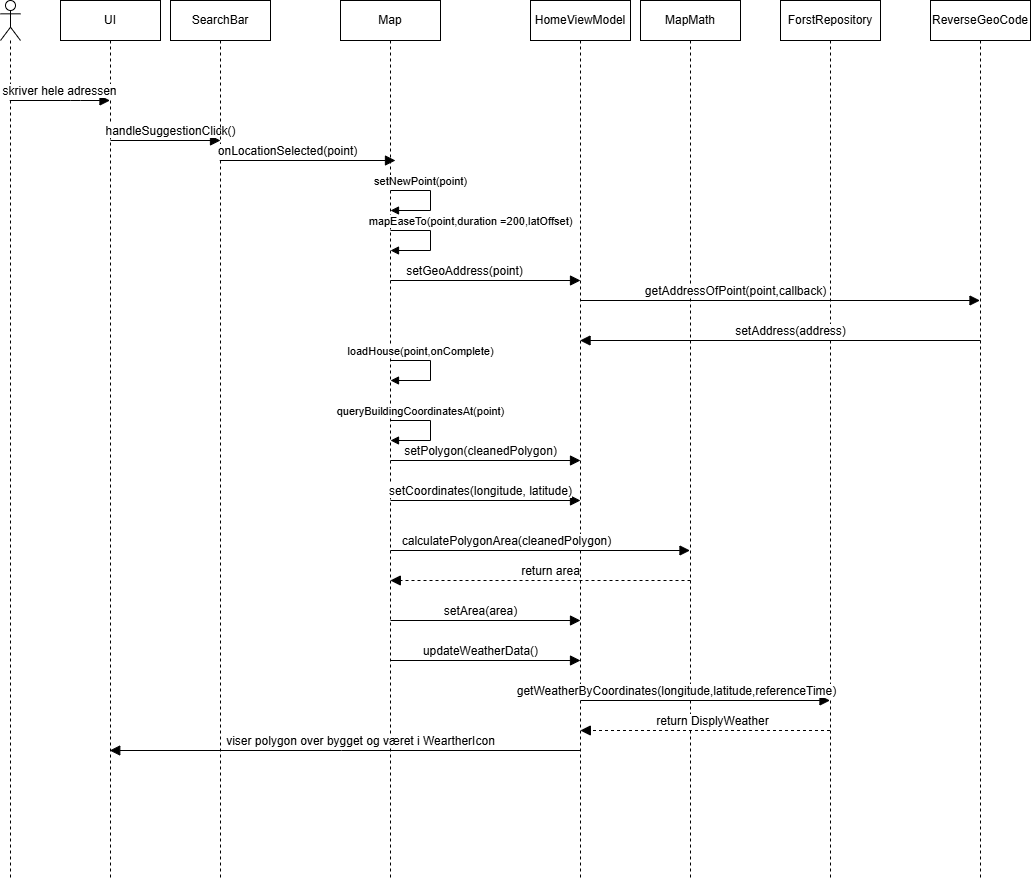 UI
SearchBar
Map
HomeViewModel
MapMath
ForstRepository
ReverseGeoCode
skriver hele adressen
handleSuggestionClick()
onLocationSelected(point)
setNewPoint(point)
mapEaseTo(point,duration =200,latOffset)
setGeoAddress(point)
getAddressOfPoint(point,callback)
setAddress(address)
loadHouse(point,onComplete)
queryBuildingCoordinatesAt(point)
setPolygon(cleanedPolygon)
setCoordinates(longitude, latitude)
calculatePolygonArea(cleanedPolygon)
return area
setArea(area)
updateWeatherData()
getWeatherByCoordinates(longitude,latitude,referenceTime)
return DisplyWeather
viser polygon over bygget og været i WeartherIcon